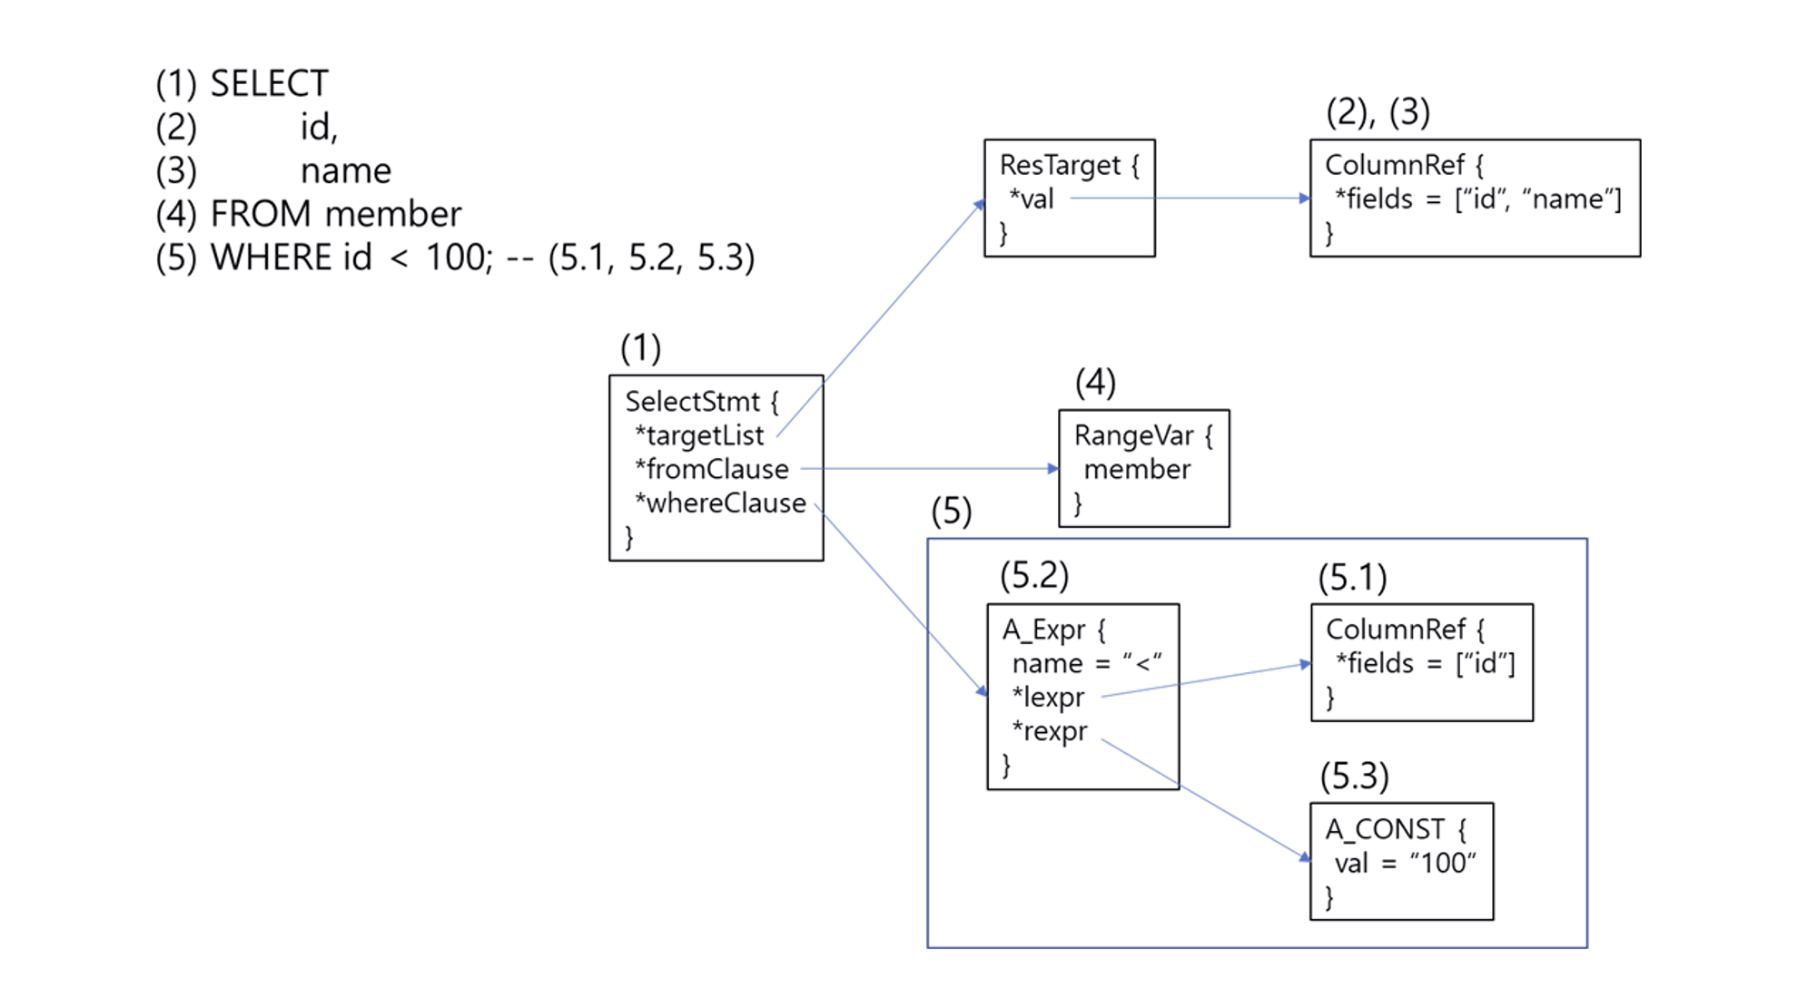 (1) SELECT
(2) id,
(3) name
(4) FROM member
(5) WHERE id < 100; -- (5.1, 5.2, 5.3)
(1)
SelectStmt {
*targetList
*fromClause
*whereClause
}
ResTarget {
*val
}
(2), (3)
ColumnRef {
*fields = [“id”, “name”]
}
(4)
RangeVar {
member
}
(5)
(5.2)
A_Expr {
name = “<“
*lexpr
*rexpr
}
(5.1)
ColumnRef {
*fields = [“id”]
}
(5.3)
A_CONST {
val = “100“
}